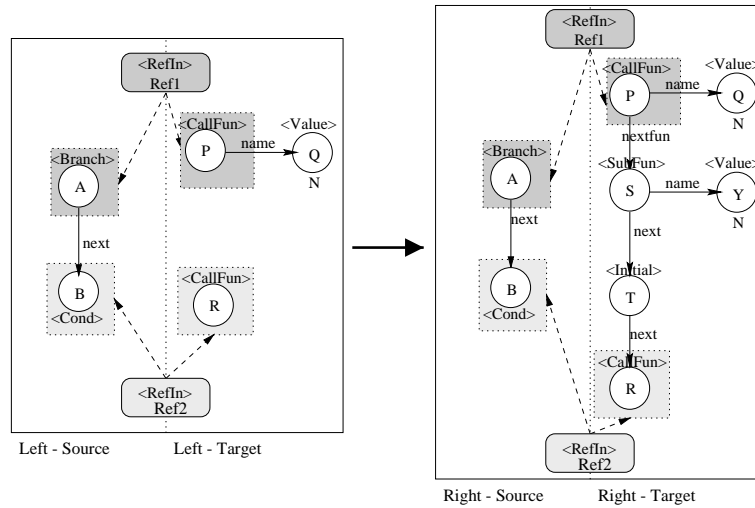 <RefIn>
Ref1
<CallFun>
<Value>
P
name
Q
N
<Branch>
A
next
B
<Cond>
<CallFun>
R
<RefIn>
Ref2
Left - Source
Left - Target
<RefIn>
Ref1
<CallFun>
<Value>
P
name
Q
N
nextfun
<Branch>
A
next
<SubFun>
<Value>
S
name
Y
N
next
B
<Cond>
<Initial>
T
next
<CallFun>
R
<RefIn>
Ref2
Right - Source
Right - Target